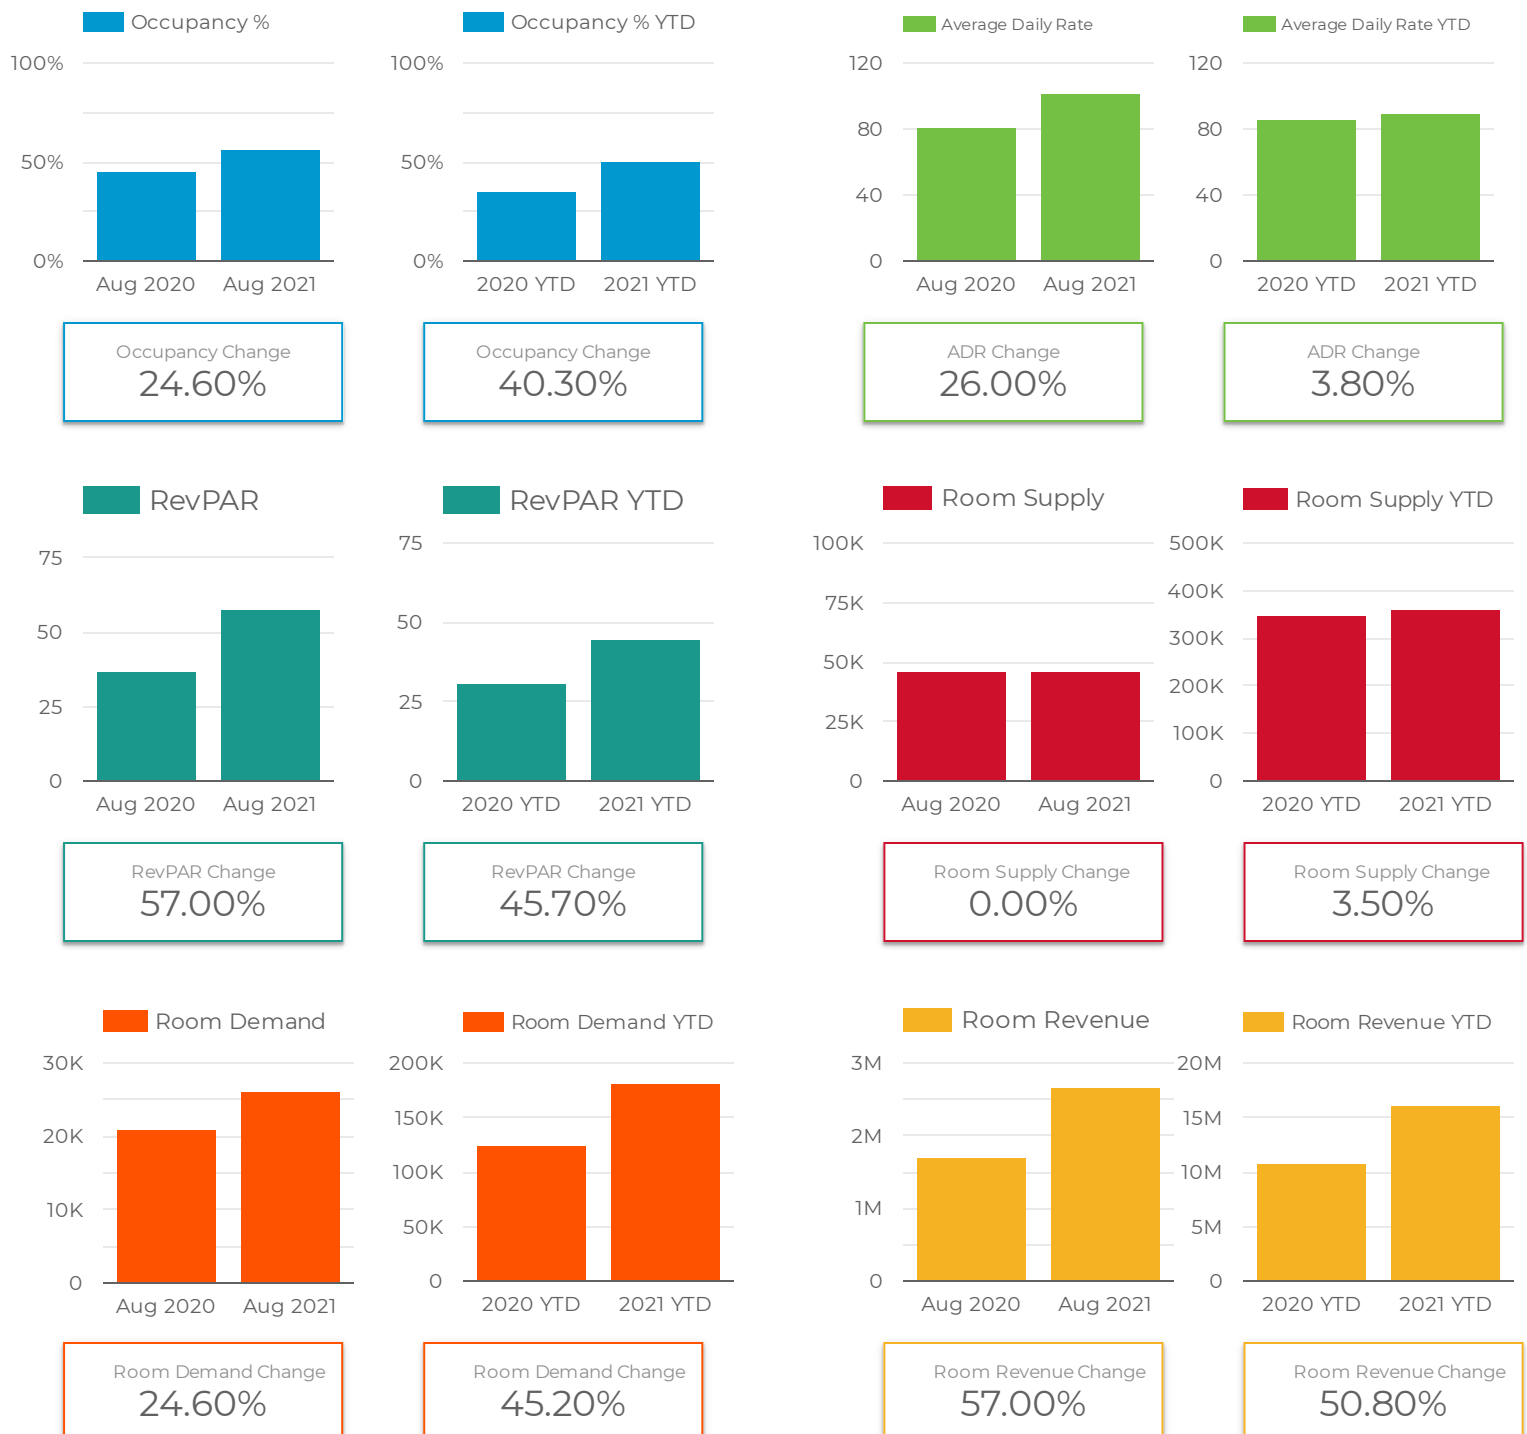 Occupancy %
100%
50%
0%
Aug 2020 Aug 2021
Occupancy Change
24.60%
Occupancy % YTD
100%
50%
0%
2020 YTD 2021 YTD
Occupancy Change
40.30%
Average Daily Rate
120
80
40
0
Aug 2020 Aug 2021
ADR Change
26.00%
Average Daily Rate YTD
120
80
40
0
2020 YTD 2021 YTD
ADR Change
3.80%
RevPAR
75
50
25
0
Aug 2020 Aug 2021
RevPAR Change
57.00%
RevPAR YTD
75
50
25
0
2020 YTD 2021 YTD
RevPAR Change
45.70%
Room Supply
100K
75K
50K
25K
0
Aug 2020 Aug 2021
Room Supply Change
0.00%
Room Supply YTD
500K
400K
300K
200K
100K
0
2020 YTD 2021 YTD
Room Supply Change
3.50%
Room Demand
30K
20K
10K
0
Aug 2020 Aug 2021
Room Demand Change
24.60%
Room Demand YTD
200K
150K
100K
50K
0
2020 YTD 2021 YTD
Room Demand Change
45.20%
Room Revenue
3M
2M
1M
0
Aug 2020 Aug 2021
Room Revenue Change
57.00%
Room Revenue YTD
20M
15M
10M
5M
0
2020 YTD 2021 YTD
Room Revenue Change
50.80%